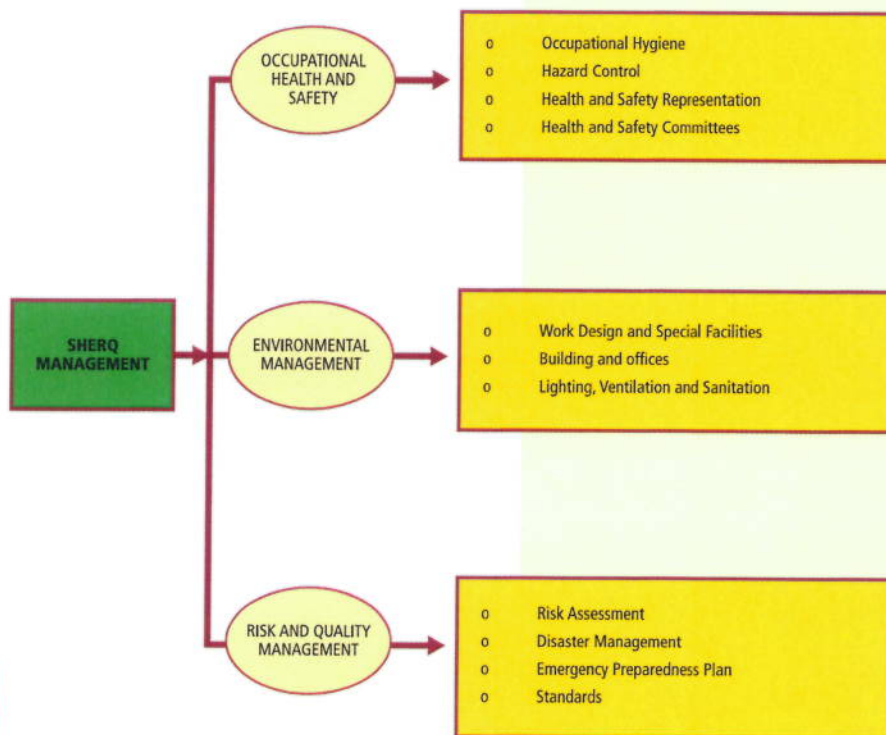 SHERQ
MANAGEMENT
OCCUPATIONAL
HEALTH AND
SAFETY
o Occupational Hygiene
o Hazard Control
o Health and Safety Representation
o Health and Safety Committees
ENVIRONMENTAL
MANAGEMENT
o Work Design and Special Facilities
o Building and offices
o Lighting, Ventilation and Sanitation
RISK AND QUALITY
MANAGEMENT
o Risk Assessment
o Disaster Management
o Emergency Preparedness Plan
o Standards